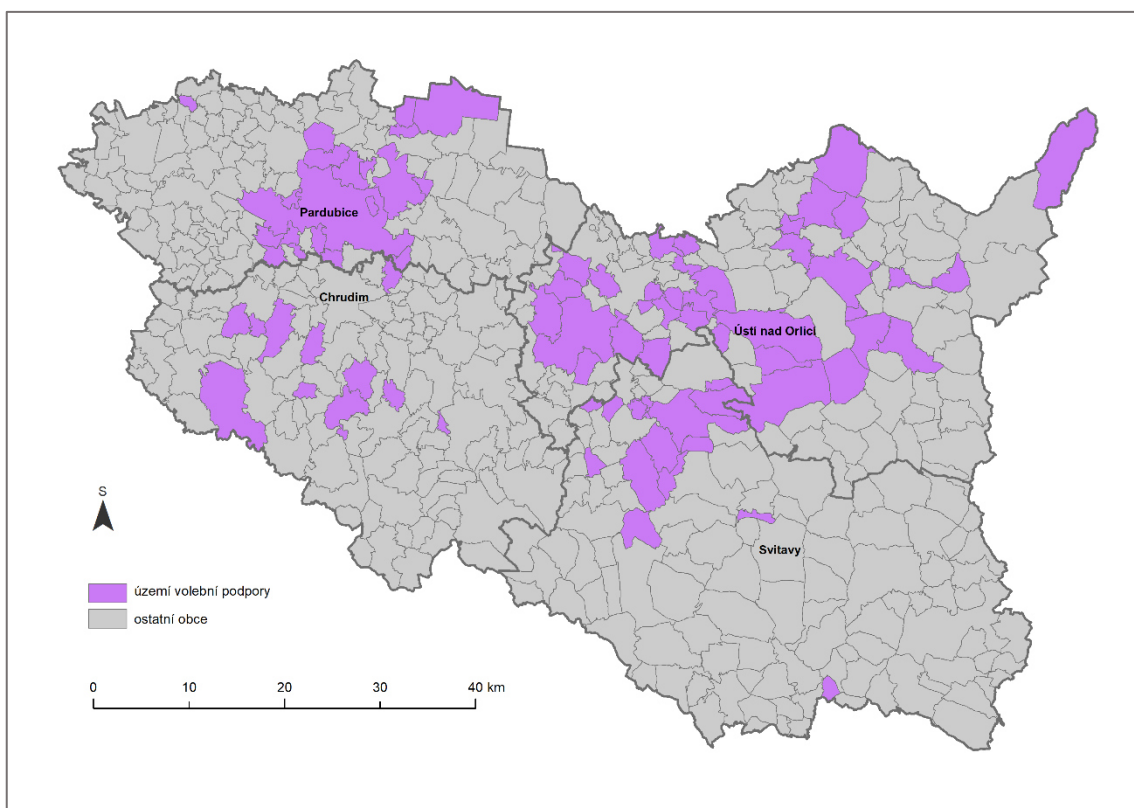 Pardubice
Chrudim
Ústí nad Orlicí
Svitavy
S
území volební podpory
ostatní obce
0 10 20 30 40 km